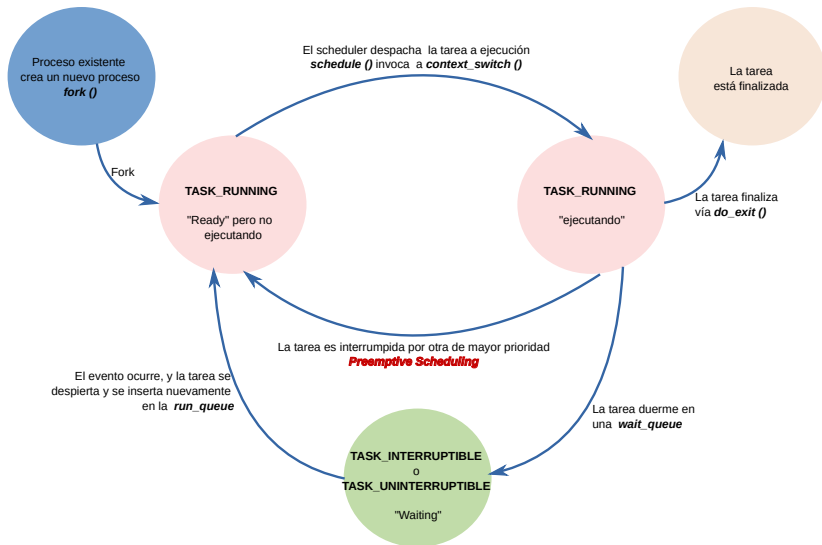 Proceso existente
crea un nuevo proceso
fork ()
El scheduler despacha la tarea a ejecución
schedule () invoca a context_switch ()
La tarea
está finalizada
Fork
TASK_RUNNING
"Ready" pero no
ejecutando
TASK_RUNNING
"ejecutando"
La tarea finaliza
vía do_exit ()
La tarea es interrumpida por otra de mayor prioridad
Preemptive Scheduling
El evento ocurre, y la tarea se
despierta y se inserta nuevamente
en la run_queue
La tarea duerme en
una wait_queue
TASK_INTERRUPTIBLE
o
TASK_UNINTERRUPTIBLE
"Waiting"